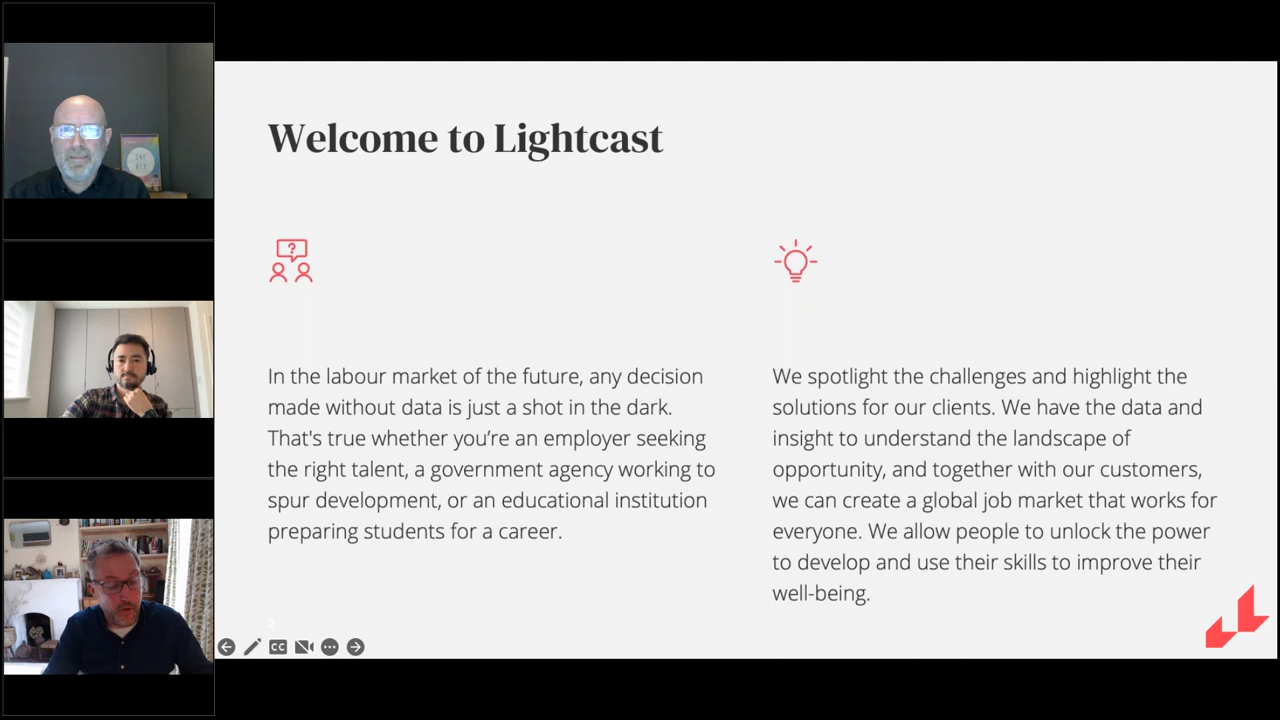 Welcome to Lightcast
?
In the labour market of the future, any decision
made without data is just a shot in the dark.
That's true whether you’re an employer seeking
the right talent, a government agency working to
spur development, or an educational institution
preparing students for a career.
We spotlight the challenges and highlight the
solutions for our clients. We have the data and
insight to understand the landscape of
opportunity, and together with our customers,
we can create a global job market that works for
everyone. We allow people to unlock the power
to develop and use their skills to improve their
well-being.
CC